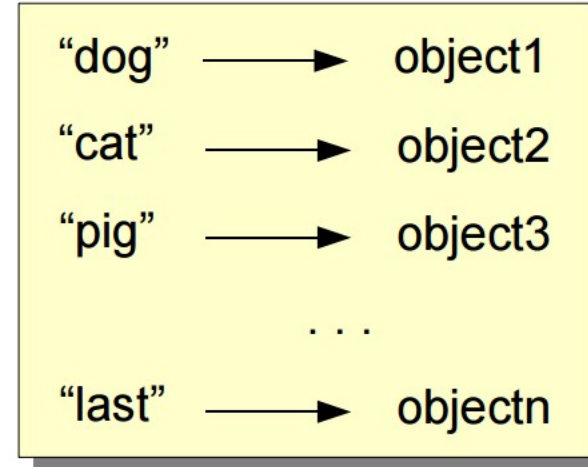 “dog” object1
“cat” object2
“pig” object3
. . .
“last” objectn